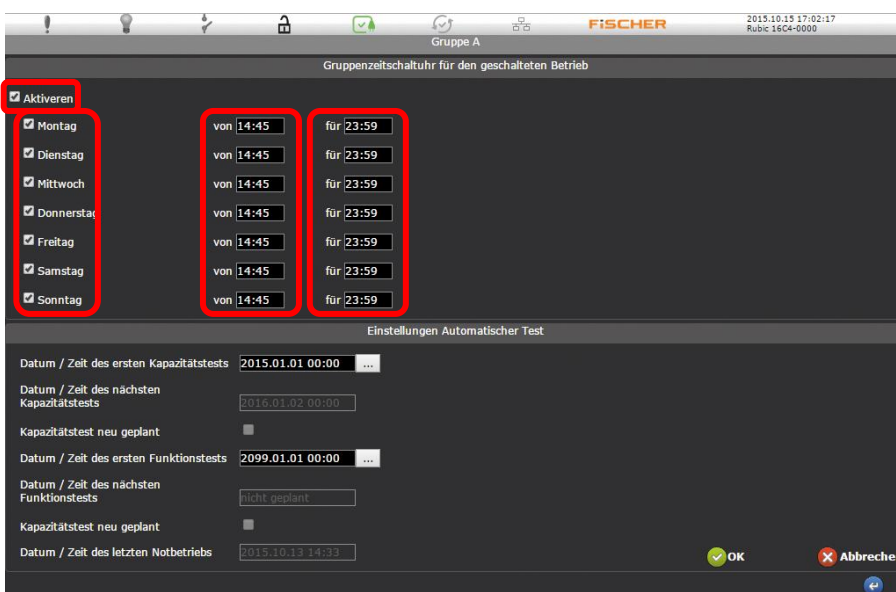 FiSCHER
2015.10.15 17:02:17
Rubic 16C4-0000
Gruppe A
Gruppenzeitschaltuhr für den geschalteten Betrieb
Aktiveren
Montag von 14:45 für 23:59
Dienstag von 14:45 für 23:59
Mittwoch von 14:45 für 23:59
Donnerstag von 14:45 für 23:59
Freitag von 14:45 für 23:59
Samstag von 14:45 für 23:59
Sonntag von 14:45 für 23:59
Einstellungen Automatischer Test
Datum / Zeit des ersten Kapazitätstests 2015.01.01 00:00 ...
Datum / Zeit des nächsten
Kapazitätstests 2016.01.02 00:00
Kapazitätstest neu geplant
Datum / Zeit des ersten Funktionstests 2099.01.01 00:00 ...
Datum / Zeit des nächsten
Funktionstests nicht geplant
Kapazitätstest neu geplant
Datum / Zeit des letzten Notbetriebs 2015.10.13 14:33
OK Abbreche